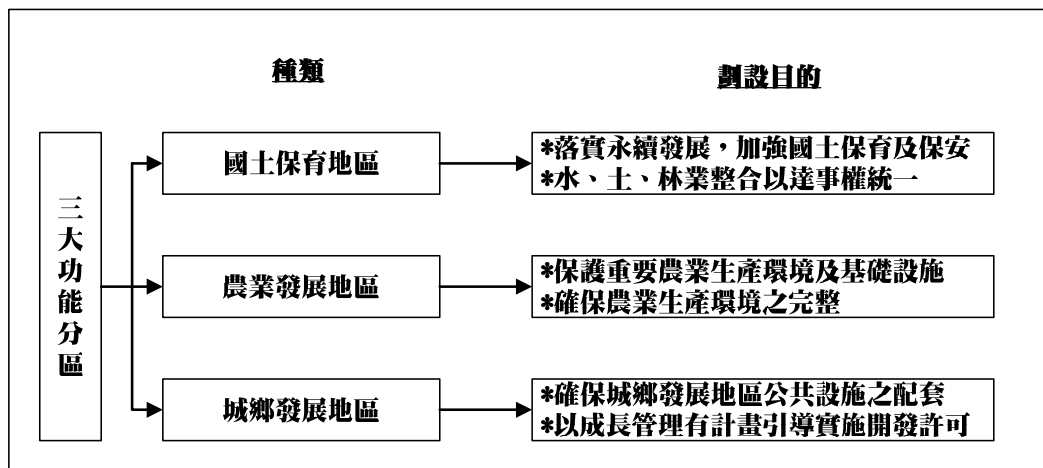 種類
劃設目的
三大功能分區
國土保育地區
*落實永續發展，加強國土保育及保安
*水、土、林業整合以達事權統一
農業發展地區
*保護重要農業生產環境及基礎設施
*確保農業生產環境之完整
城鄉發展地區
*確保城鄉發展地區公共設施之配套
*以成長管理有計畫引導實施開發許可